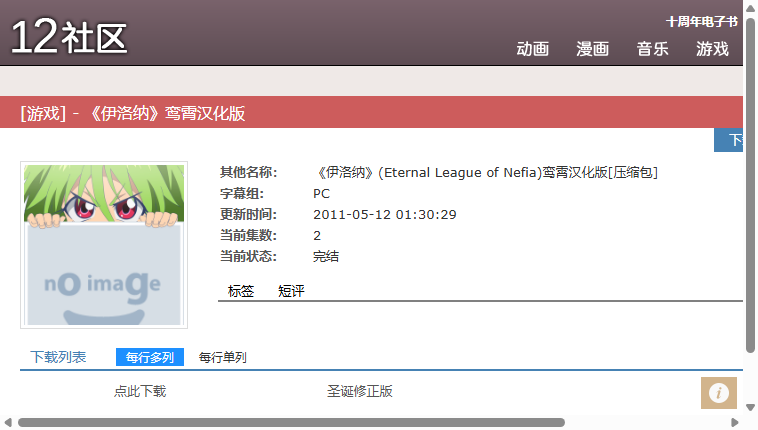 12社区
十周年电子书
动画 漫画 音乐 游戏
[游戏] - 《伊洛纳》鸾霄汉化版
下
其他名称： 《伊洛纳》(Eternal League of Nefia)鸾霄汉化版[压缩包]
字幕组： PC
更新时间： 2011-05-12 01:30:29
当前集数： 2
当前状态： 完结
no image
标签 短评
下载列表 每行多列 每行单列
点此下载 圣诞修正版
i